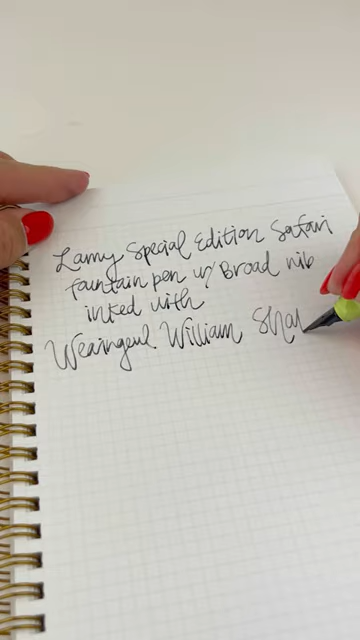 Lamy Special Edition Safari
fountain pen w/ Broad nib
inked with
Wearingeul William Sha